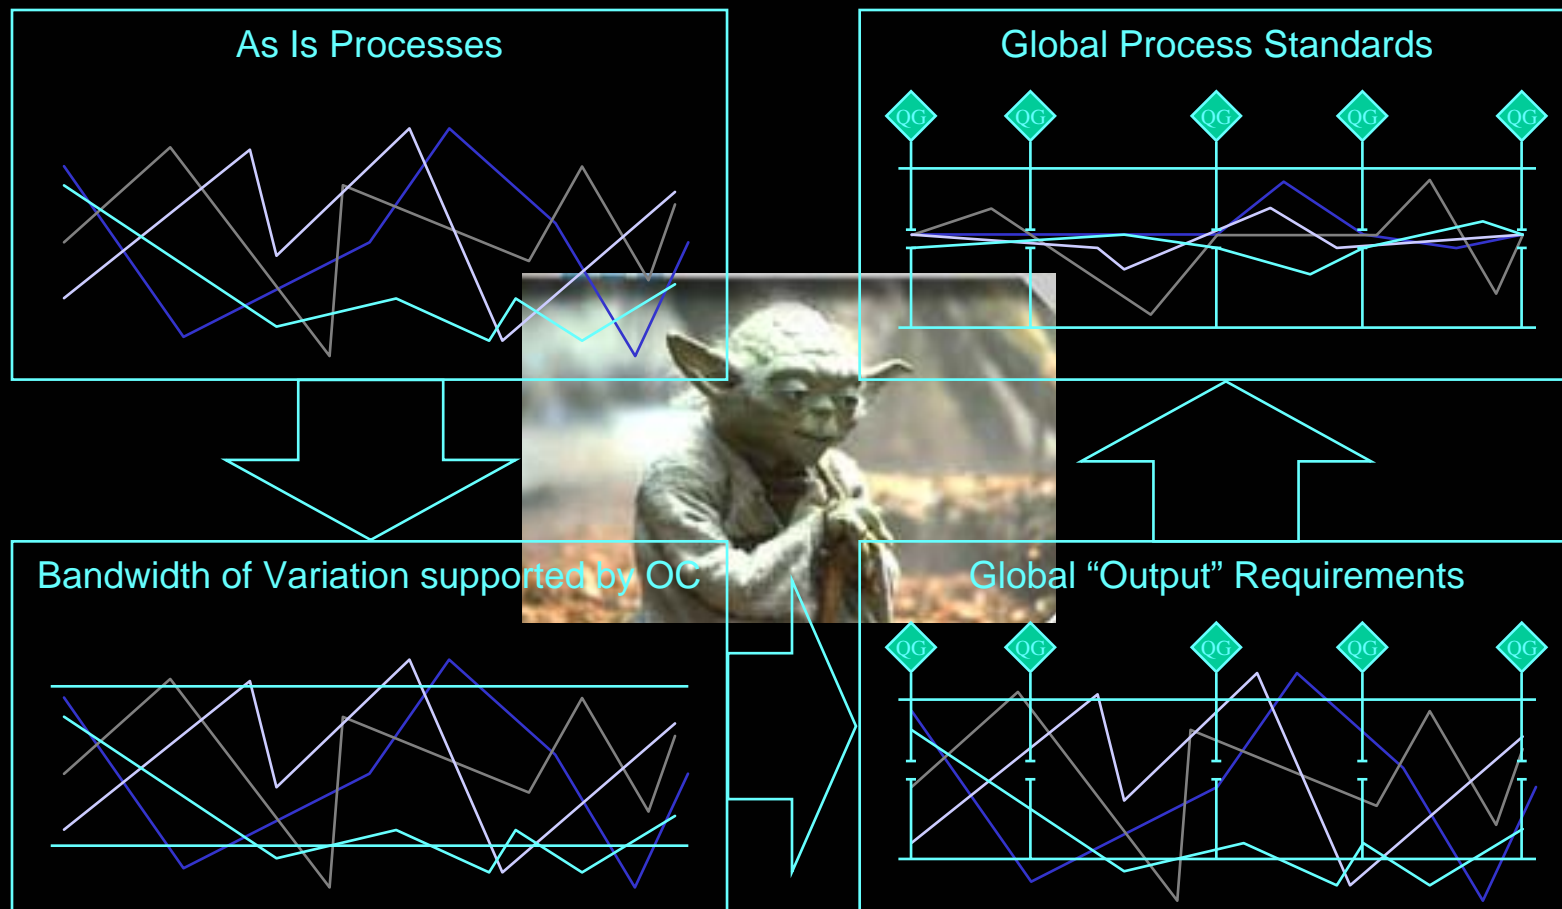 As Is Processes
Global Process Standards
QG QG QG QG QG
Bandwidth of Variation supported by OC
Global “Output” Requirements
QG QG QG QG QG